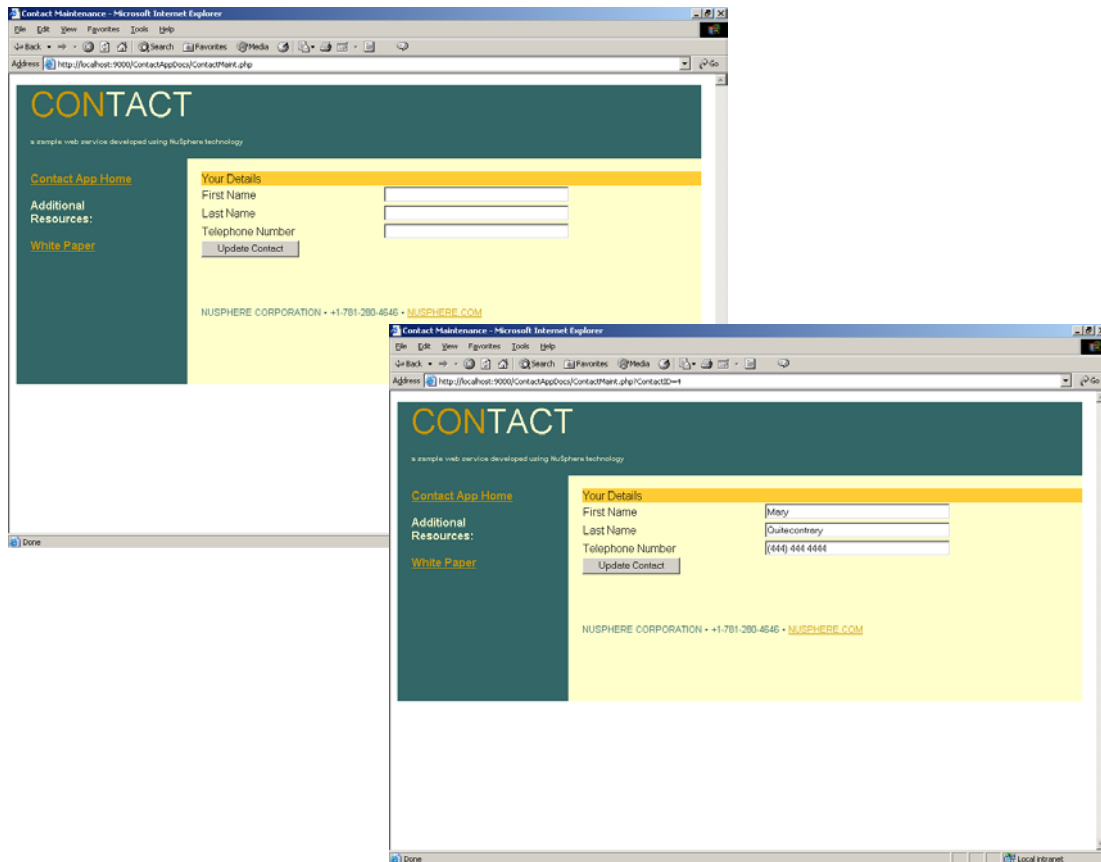 Contact Maintenance - Microsoft Internet Explorer
File Edit View Favorites Tools Help
Back Search Favorites Media
Address http://localhost:9000/ContactAppDocs/ContactMaint.php Go
CONTACT
a sample web service developed using NuSphere technology
Contact App Home
Additional
Resources:
White Paper
Your Details
First Name
Last Name
Telephone Number
Update Contact
NUSPHERE CORPORATION • +1-781-280-4646 • NUSPHERE.COM
Done
Contact Maintenance - Microsoft Internet Explorer
File Edit View Favorites Tools Help
Back Search Favorites Media
Address http://localhost:9000/ContactAppDocs/ContactMaint.php?ContactID=4 Go
CONTACT
a sample web service developed using NuSphere technology
Contact App Home
Additional
Resources:
White Paper
Your Details
First Name Mary
Last Name Quitecontrary
Telephone Number (444) 444 4444
Update Contact
NUSPHERE CORPORATION • +1-781-280-4646 • NUSPHERE.COM
Done Local intranet